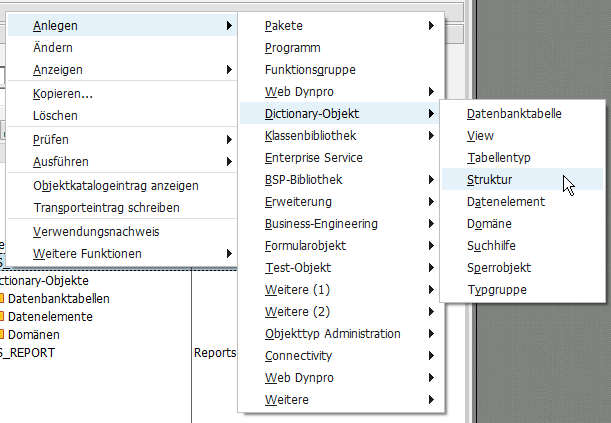 Anlegen
Ändern
Anzeigen
Kopieren...
Löschen
Prüfen
Ausführen
Objektkatalogeintrag anzeigen
Transporteintrag schreiben
Verwendungsnachweis
Weitere Funktionen
Pakete
Programm
Funktionsgruppe
Web Dynpro
Dictionary-Objekt
Klassenbibliothek
Enterprise Service
BSP-Bibliothek
Erweiterung
Business-Engineering
Formularobjekt
Test-Objekt
Weitere (1)
Weitere (2)
Objekttyp Administration
Connectivity
Web Dynpro
Weitere
Datenbanktabelle
View
Tabellentyp
Struktur
Datenelement
Domäne
Suchhilfe
Sperrobjekt
Typgruppe
ctionary-Objekte
Datenbanktabellen
Datenelemente
Domänen
S_REPORT
Reports